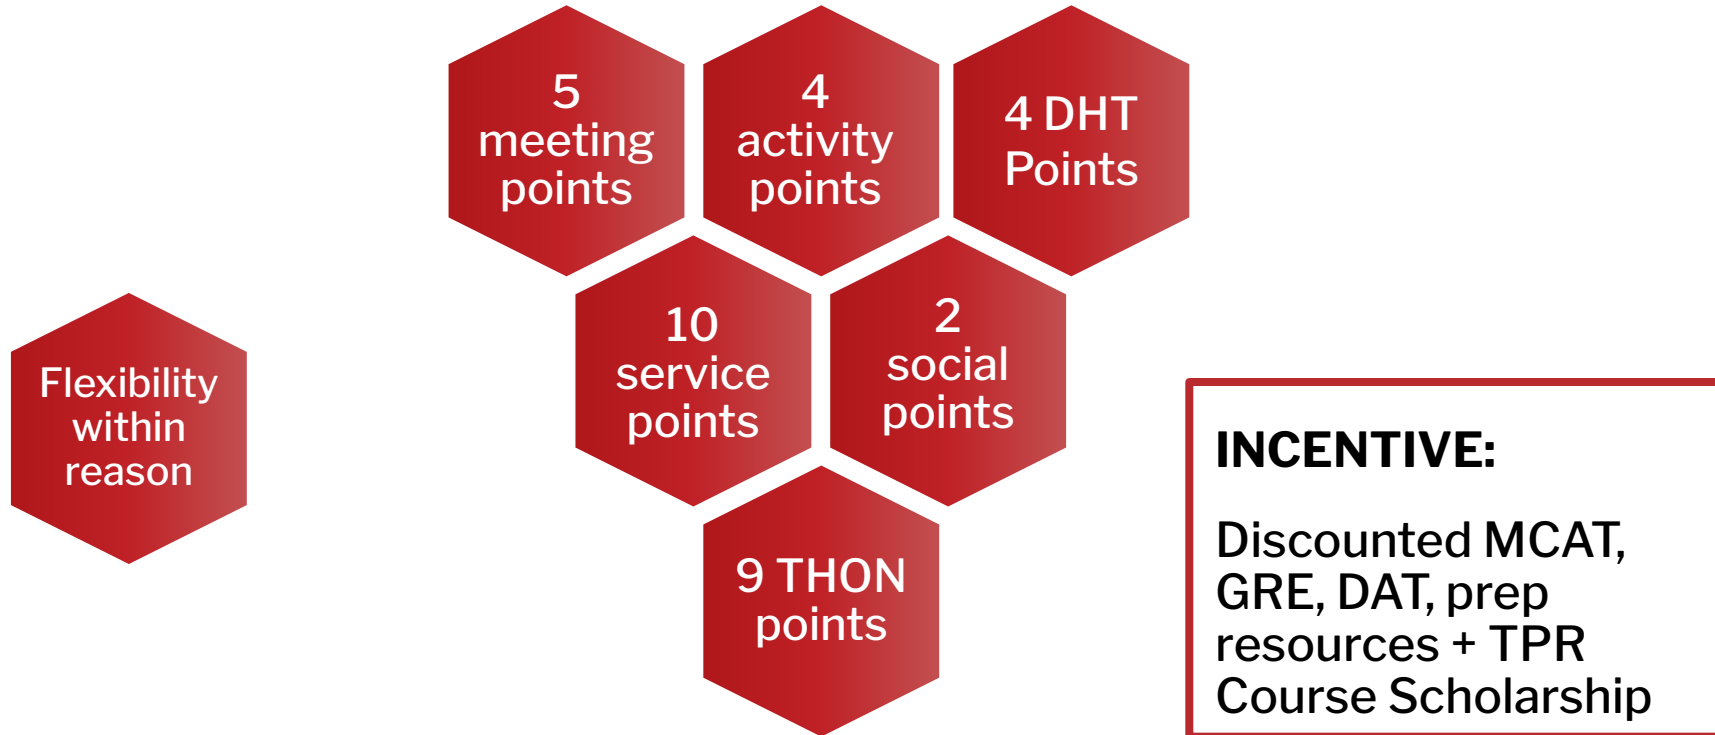 5
meeting
points
4
activity
points
4 DHT
Points
10
service
points
2
social
points
Flexibility
within
reason
9 THON
points
INCENTIVE:
Discounted MCAT,
GRE, DAT, prep
resources + TPR
Course Scholarship